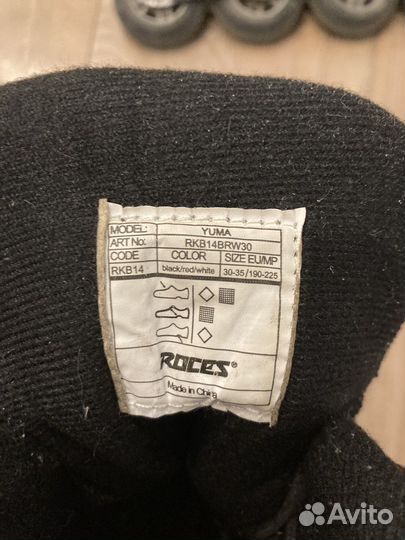 MODEL: YUMA
ART No: RKB14BRW30
CODE COLOR SIZE EU/MP
RKB14 black/red/white 30-35/190-225
ROCES®
Made in China
Avito